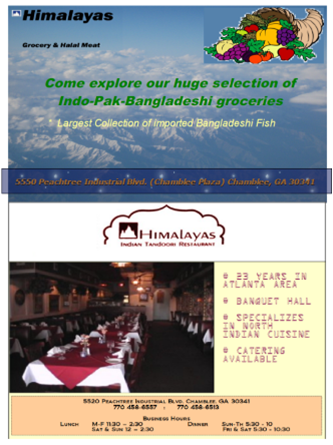 Himalayas
Grocery & Halal Meat
Come explore our huge selection of
Indo-Pak-Bangladeshi groceries
* Largest Collection of imported Bangladeshi Fish
5550 Peachtree Industrial Blvd. (Chamblee Plaza) Chamblee, GA 30341
HIMALAYAS
INDIAN TANDOORI RESTAURANT
* 23 YEARS IN
ATLANTA AREA
* BANQUET HALL
* SPECIALIZES
IN NORTH
INDIAN CUISINE
* CATERING
AVAILABLE
5520 PEACHTREE INDUSTRIAL BLVD. CHAMBLEE, GA 30341
770 458-6557 : 770 458-6513
BUSINESS HOURS
LUNCH M-F 11:30 - 2:30 DINNER SUN-TH 5:30 - 10
SAT & SUN 12 - 2:30 FRI & SAT 5:30 - 10:30